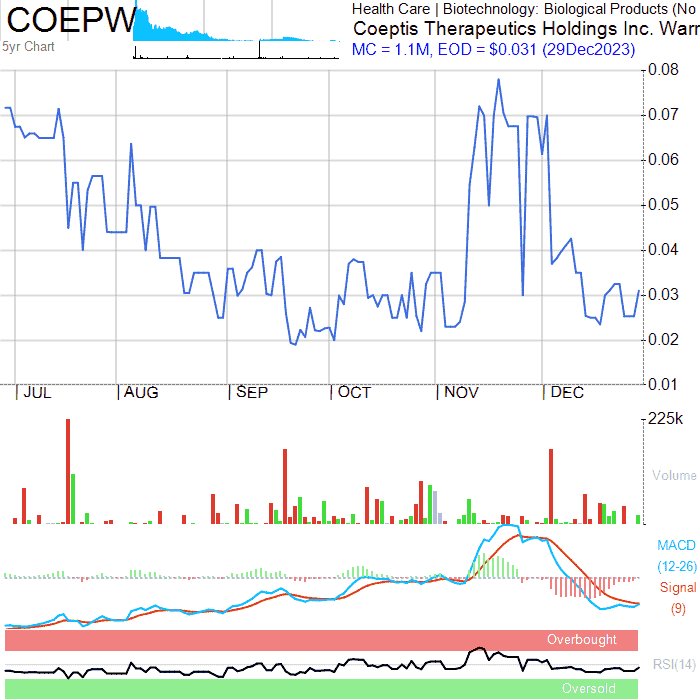 COEPW
5yr Chart
Health Care | Biotechnology: Biological Products (No
Coeptis Therapeutics Holdings Inc. Warr
MC = 1.1M, EOD = $0.031 (29Dec2023)
0.08
0.07
0.06
0.05
0.04
0.03
0.02
0.01
JUL AUG SEP OCT NOV DEC
225k
Volume
MACD
(12-26)
Signal
(9)
Overbought
RSI(14)
Oversold